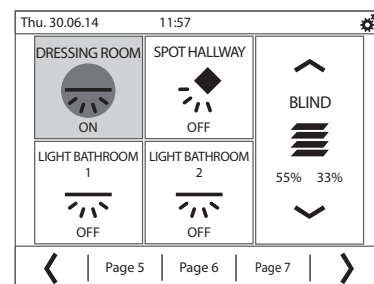 Thu. 30.06.14 11:57
DRESSING ROOM
ON
SPOT HALLWAY
OFF
BLIND
55% 33%
LIGHT BATHROOM
1
OFF
LIGHT BATHROOM
2
OFF
Page 5 Page 6 Page 7